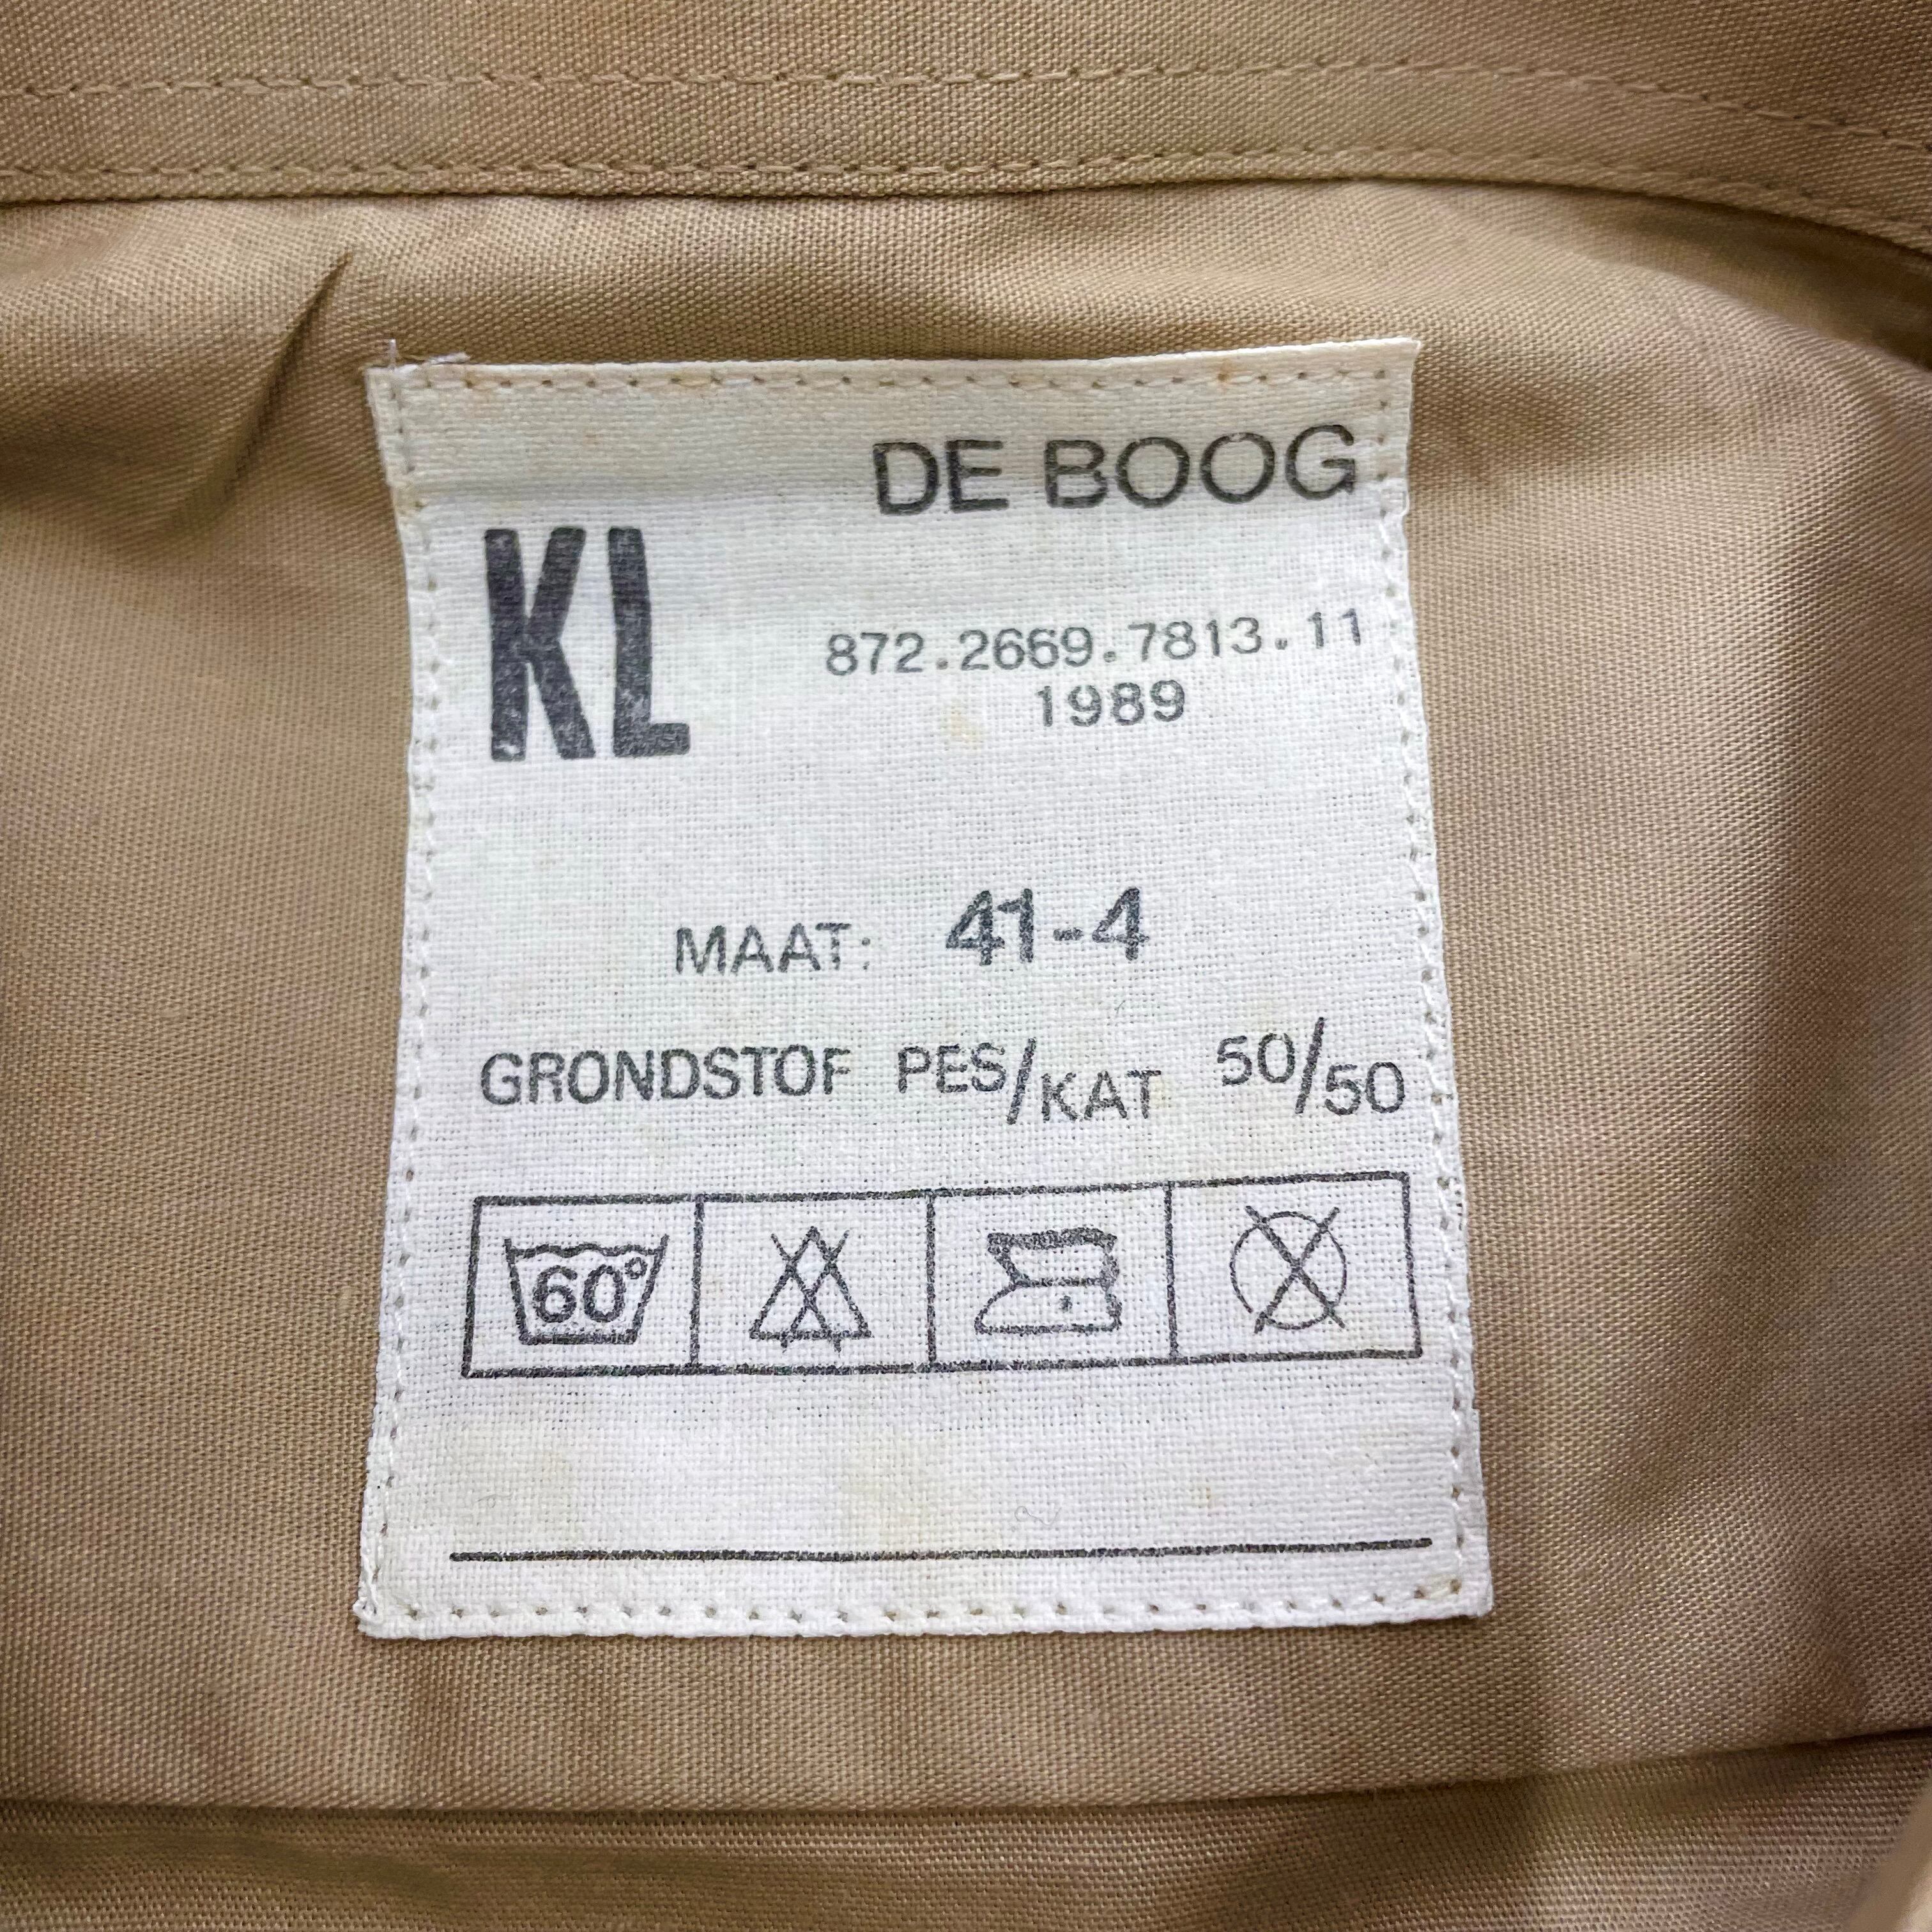 DE BOOG
KL
872.2669.7813.11
1989
MAAT: 41-4
GRONDSTOF PES/KAT 50/50
60°